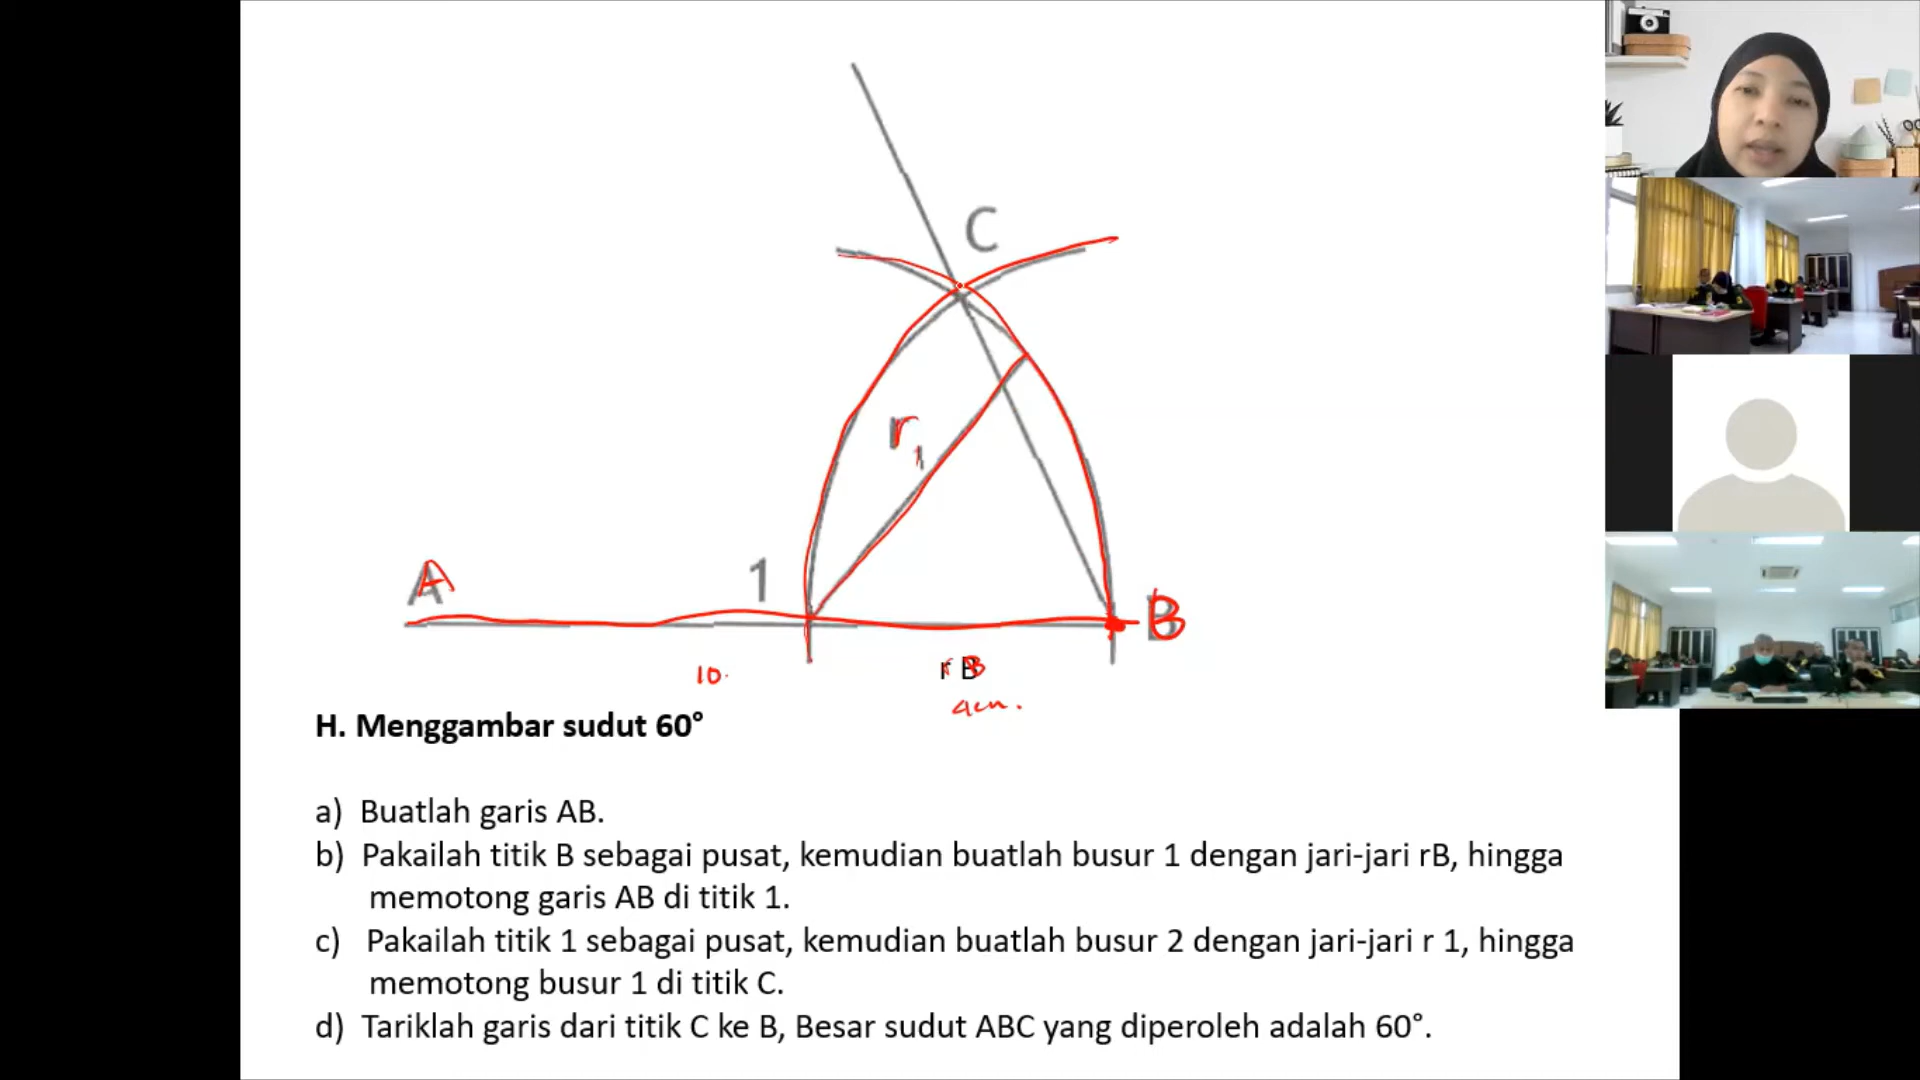 C
r
1
A A
1
B B
10.
r B
4cm.
H. Menggambar sudut 60°
a) Buatlah garis AB.
b) Pakailah titik B sebagai pusat, kemudian buatlah busur 1 dengan jari-jari rB, hingga
memotong garis AB di titik 1.
c) Pakailah titik 1 sebagai pusat, kemudian buatlah busur 2 dengan jari-jari r 1, hingga
memotong busur 1 di titik C.
d) Tariklah garis dari titik C ke B, Besar sudut ABC yang diperoleh adalah 60°.